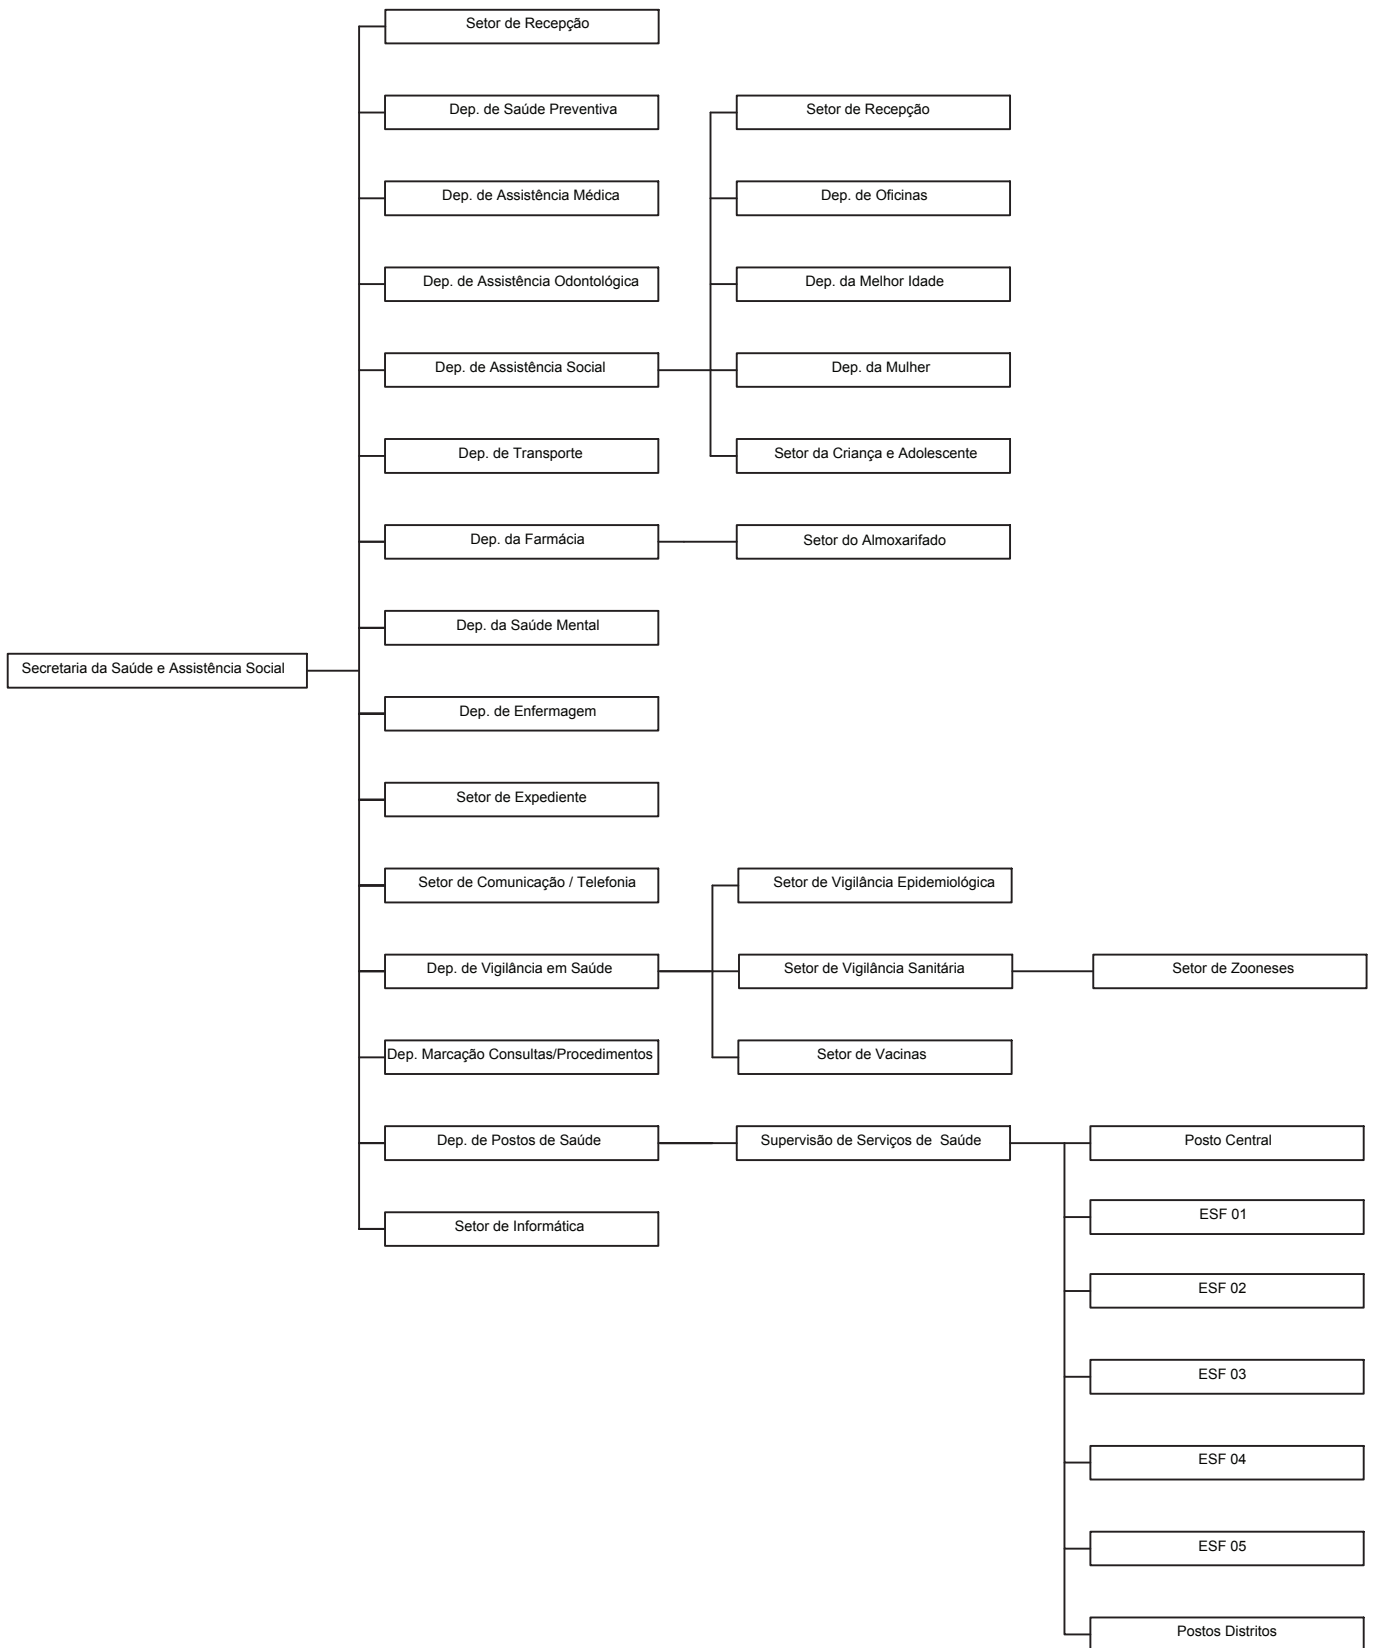 Setor de Recepção
Dep. de Saúde Preventiva
Setor de Recepção
Dep. de Assistência Médica
Dep. de Oficinas
Dep. de Assistência Odontológica
Dep. da Melhor Idade
Dep. de Assistência Social
Dep. da Mulher
Dep. de Transporte
Setor da Criança e Adolescente
Dep. da Farmácia
Setor do Almoxarifado
Dep. da Saúde Mental
Secretaria da Saúde e Assistência Social
Dep. de Enfermagem
Setor de Expediente
Setor de Comunicação / Telefonia
Setor de Vigilância Epidemiológica
Dep. de Vigilância em Saúde
Setor de Vigilância Sanitária
Setor de Zooneses
Dep. Marcação Consultas/Procedimentos
Setor de Vacinas
Dep. de Postos de Saúde
Supervisão de Serviços de Saúde
Posto Central
Setor de Informática
ESF 01
ESF 02
ESF 03
ESF 04
ESF 05
Postos Distritos